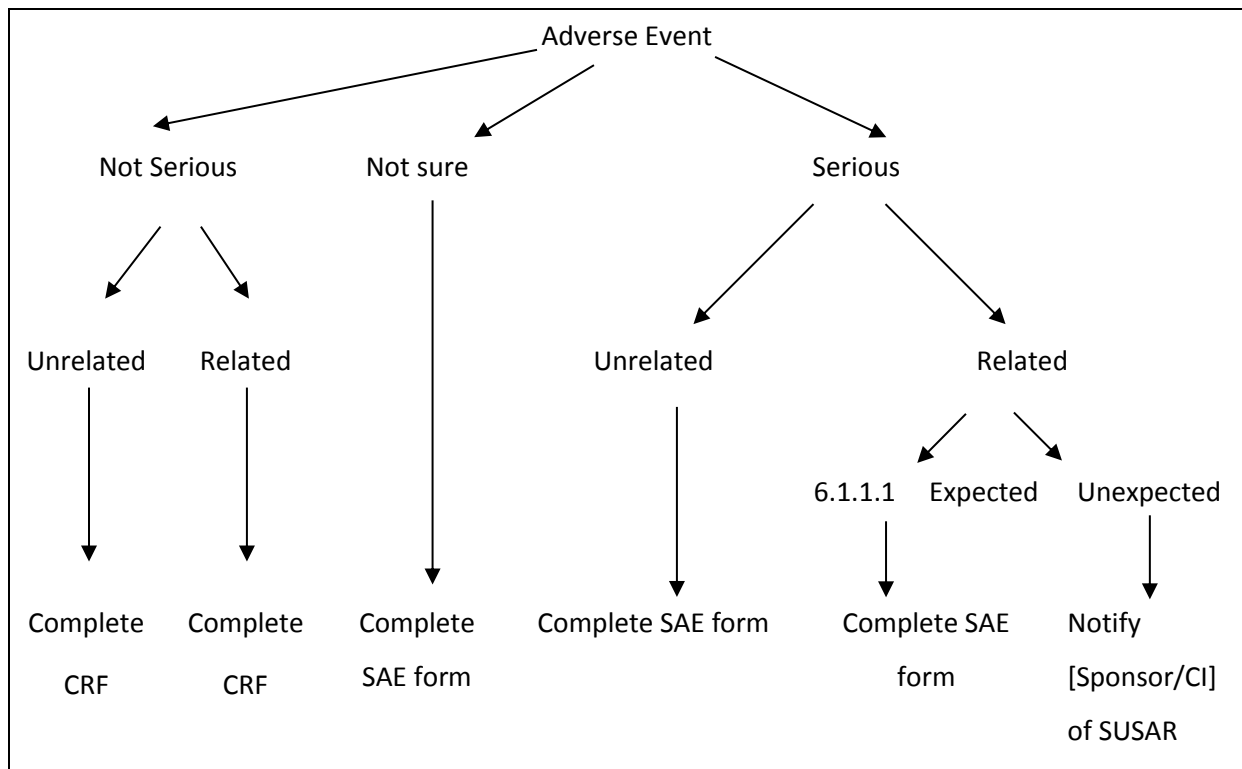 Adverse Event
Not Serious
Not sure
Serious
Unrelated
Related
Unrelated
Related
6.1.1.1 Expected
Unexpected
Complete
CRF
Complete
CRF
Complete
SAE form
Complete SAE form
Complete SAE
form
Notify
[Sponsor/CI]
of SUSAR